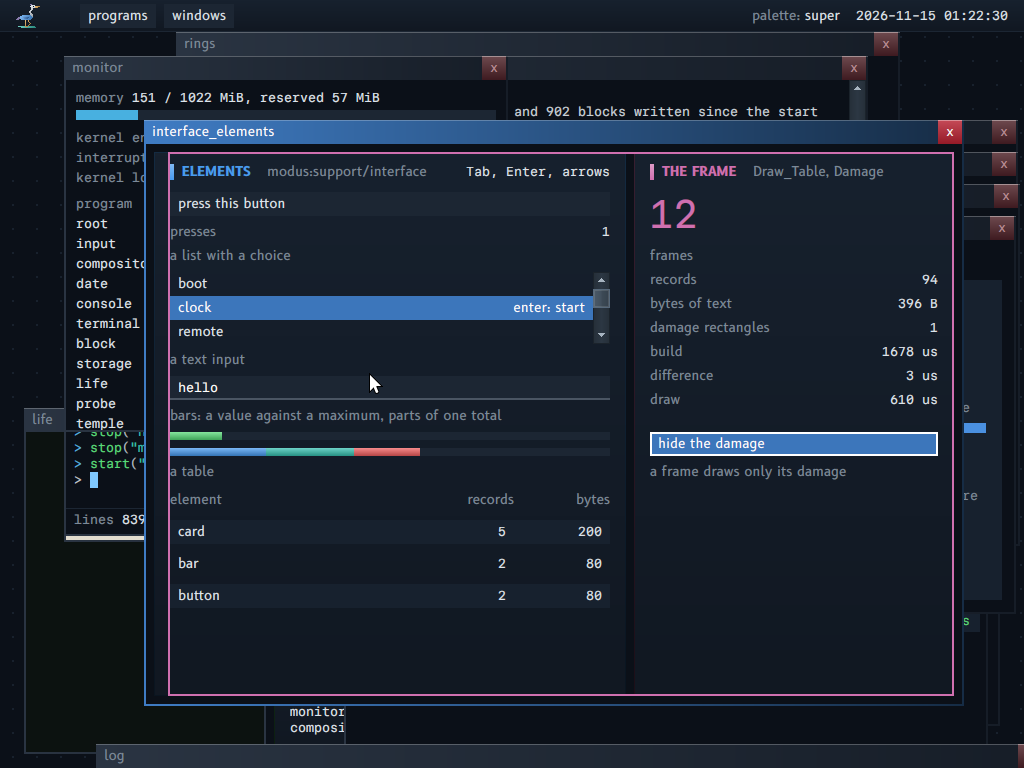 programs windows palette: super 2026-11-15 01:22:30
rings x
monitor x x
memory 151 / 1022 MiB, reserved 57 MiB
and 902 blocks written since the start
kernel
interface_elements x
x
x
x
x
ELEMENTS modus:support/interface Tab, Enter, arrows
press this button
presses 1
a list with a choice
boot
clock enter: start
remote
a text input
hello
bars: a value against a maximum, parts of one total
a table
element records bytes
card 5 200
bar 2 80
button 2 80
THE FRAME Draw_Table, Damage
12
frames
records 94
bytes of text 396 B
damage rectangles 1
build 1678 us
difference 3 us
draw 610 us
hide the damage
a frame draws only its damage
kernel
program
root
input
date
console
terminal
block
storage
life
probe
temple
life
> stop("
> stop("m
> start("
>
lines 839
monitor
log